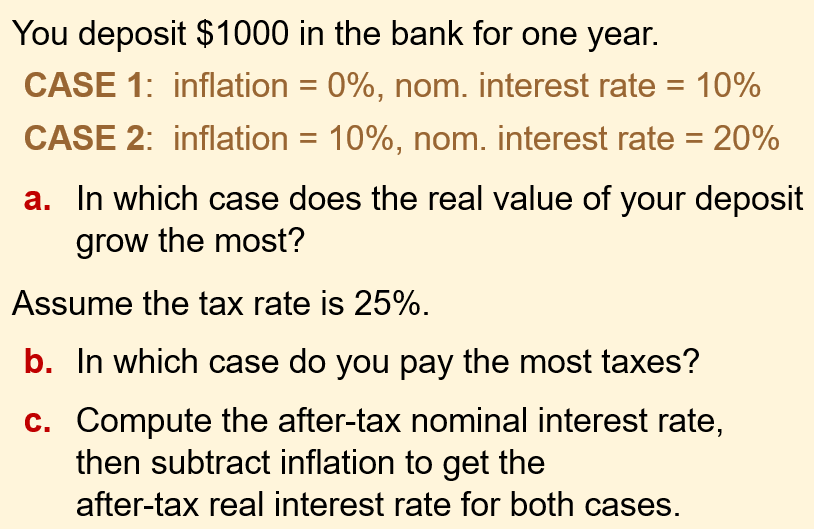 You deposit $1000 in the bank for one year.
CASE 1: inflation = 0%, nom. interest rate = 10%
CASE 2: inflation = 10%, nom. interest rate = 20%
a. In which case does the real value of your deposit
grow the most?
Assume the tax rate is 25%.
b. In which case do you pay the most taxes?
c. Compute the after-tax nominal interest rate,
then subtract inflation to get the
after-tax real interest rate for both cases.